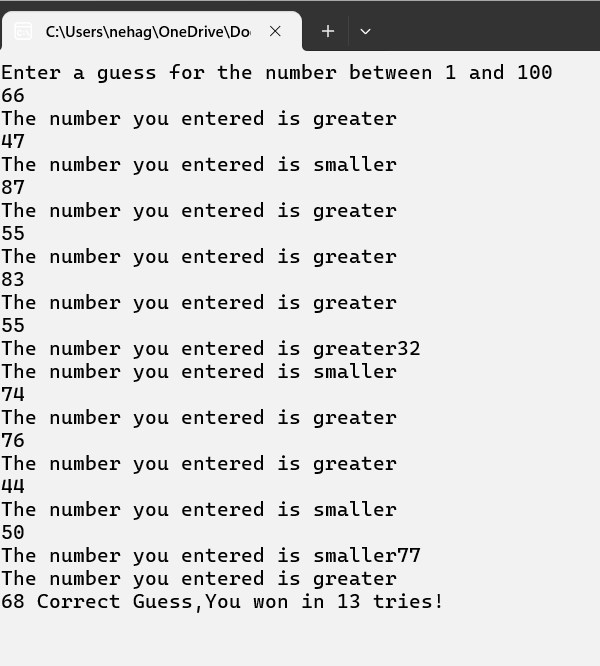 C:\Users\nehag\OneDrive\Do
Enter a guess for the number between 1 and 100
66
The number you entered is greater
47
The number you entered is smaller
87
The number you entered is greater
55
The number you entered is greater
83
The number you entered is greater
55
The number you entered is greater32
The number you entered is smaller
74
The number you entered is greater
76
The number you entered is greater
44
The number you entered is smaller
50
The number you entered is smaller77
The number you entered is greater
68 Correct Guess,You won in 13 tries!